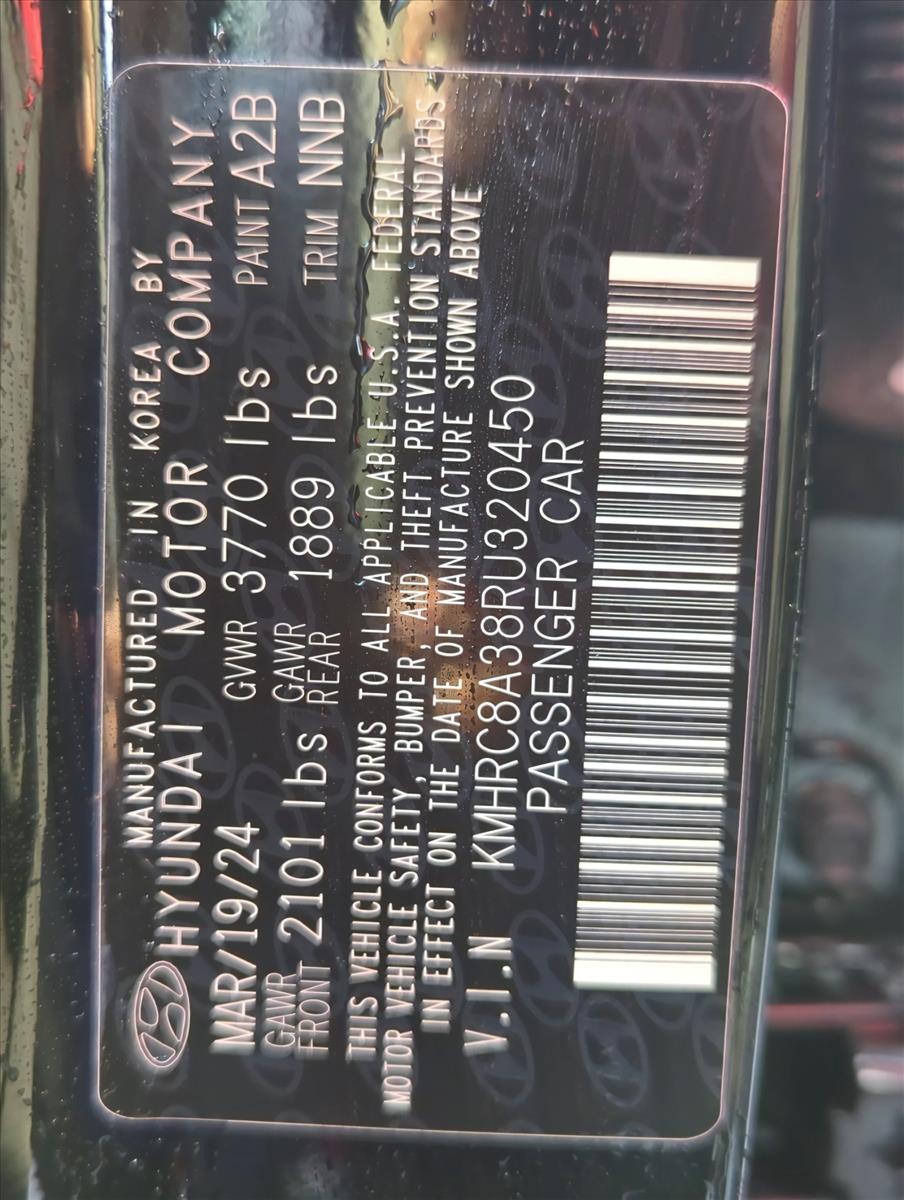 MANUFACTURED IN KOREA BY
HYUNDAI MOTOR COMPANY
MAR/19/24 GVWR 3770 lbs PAINT A2B
GAWR FRONT 2101 lbs GAWR REAR 1889 lbs TRIM NNB
THIS VEHICLE CONFORMS TO ALL APPLICABLE U.S.A. FEDERAL
MOTOR VEHICLE SAFETY, BUMPER, AND THEFT PREVENTION STANDARDS
IN EFFECT ON THE DATE OF MANUFACTURE SHOWN ABOVE
V.I.N KMHRC8A38RU320450
PASSENGER CAR